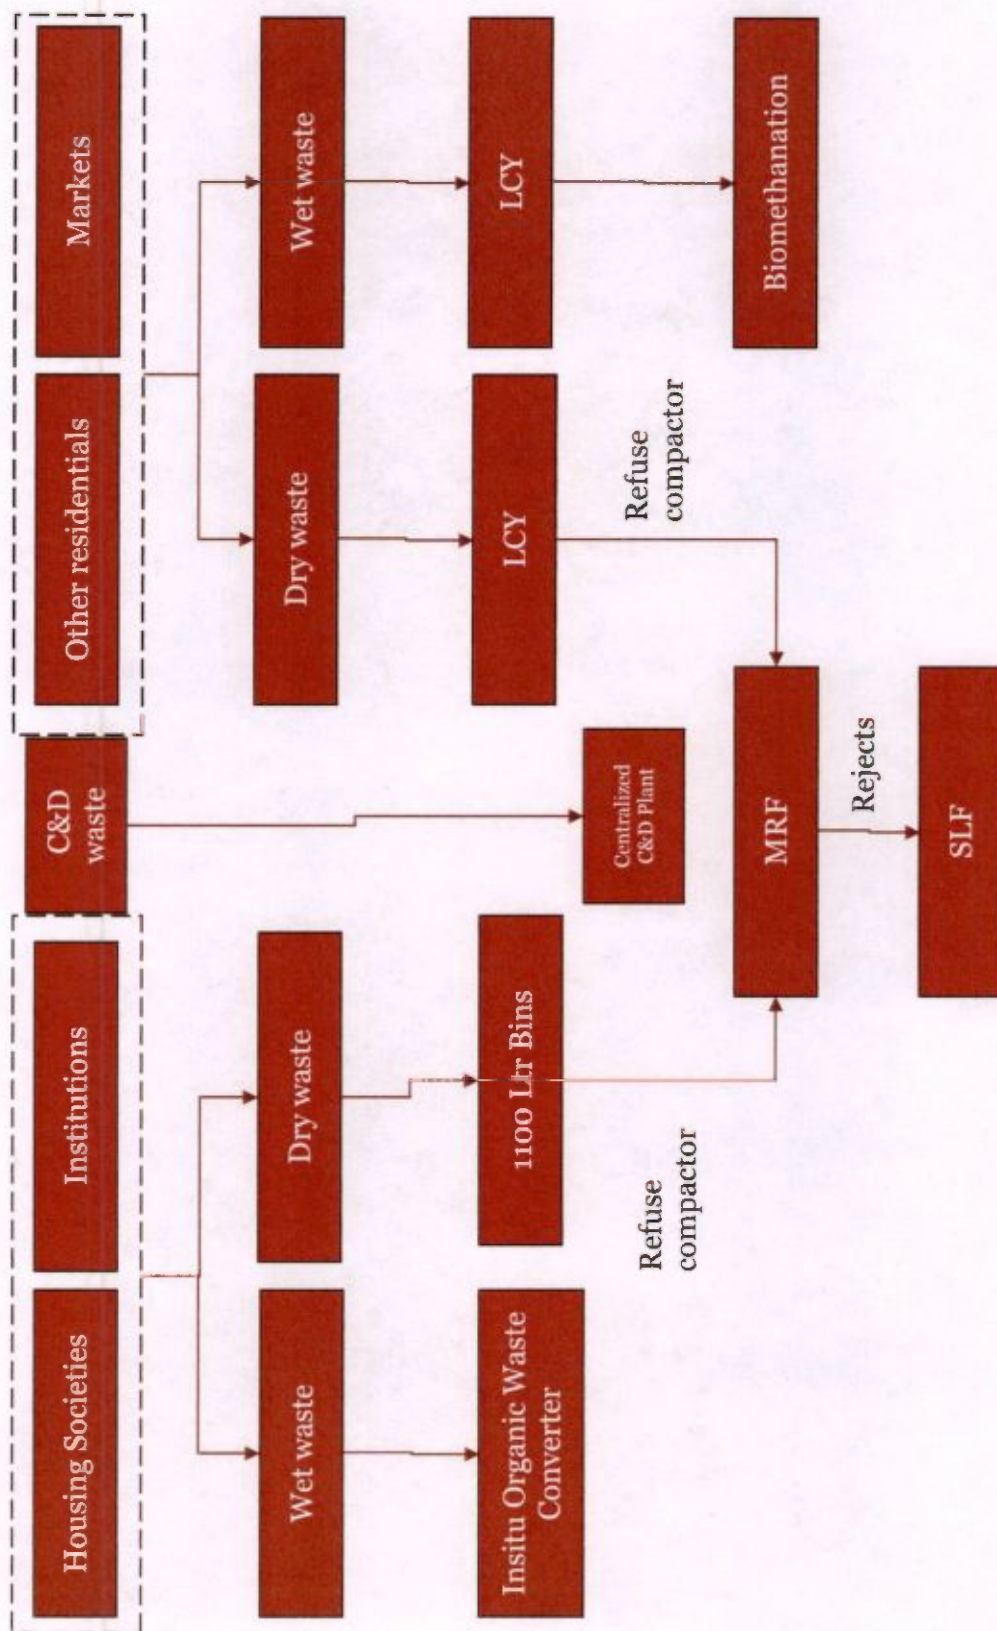 Housing Societies
Institutions
C&D
waste
Other residentials
Markets
Wet waste
Dry waste
Dry waste
Wet waste
Insitu Organic Waste
Converter
1100 Ltr Bins
Centralized
C&D Plant
LCY
LCY
Refuse
compactor
Refuse
compactor
MRF
Biomethanation
Rejects
SLF